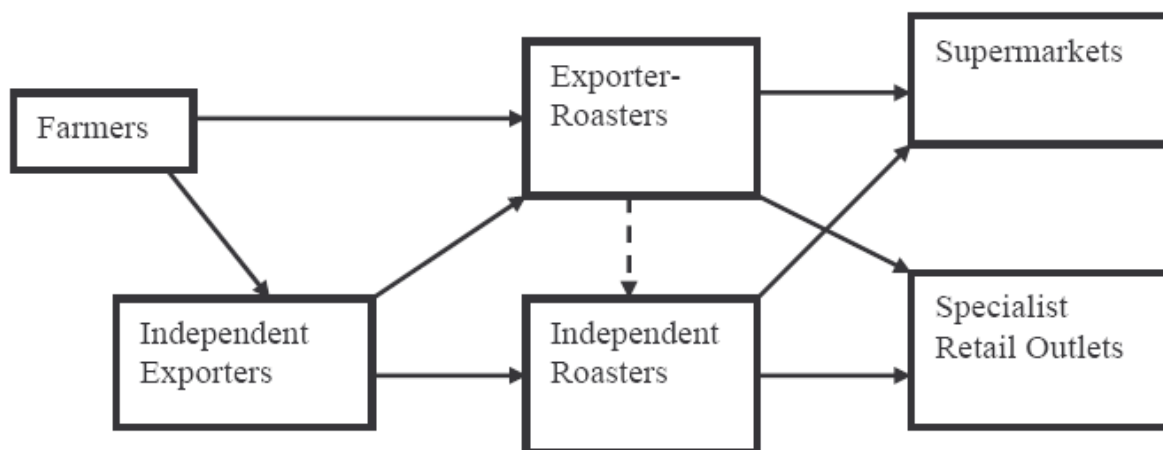 Farmers
Exporter-
Roasters
Supermarkets
Independent
Exporters
Independent
Roasters
Specialist
Retail Outlets